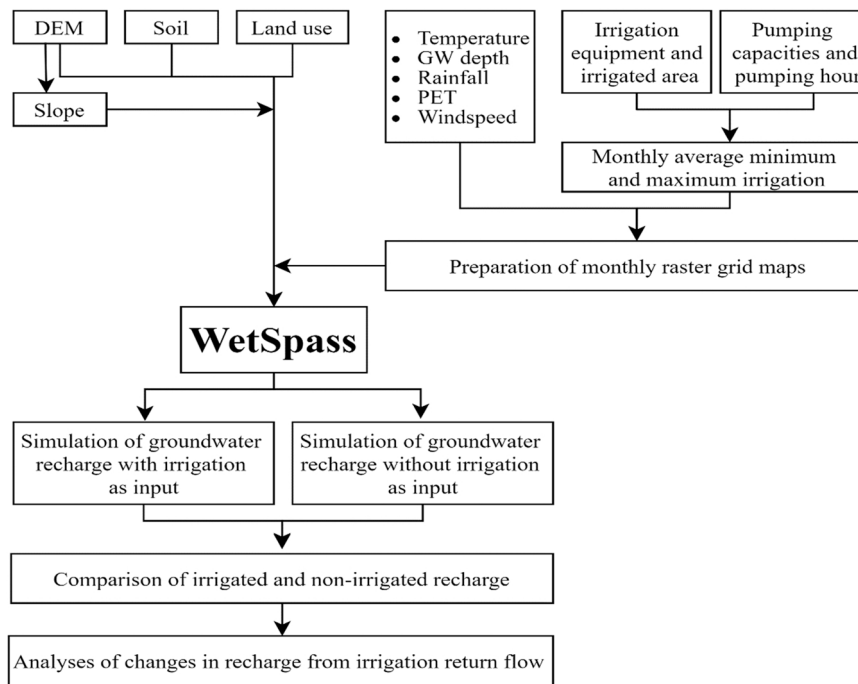 DEM
Soil
Land use
Slope
• Temperature
• GW depth
• Rainfall
• PET
• Windspeed
Irrigation
equipment and
irrigated area
Pumping
capacities and
pumping hour
Monthly average minimum
and maximum irrigation
Preparation of monthly raster grid maps
WetSpass
Simulation of groundwater
recharge with irrigation
as input
Simulation of groundwater
recharge without irrigation
as input
Comparison of irrigated and non-irrigated recharge
Analyses of changes in recharge from irrigation return flow